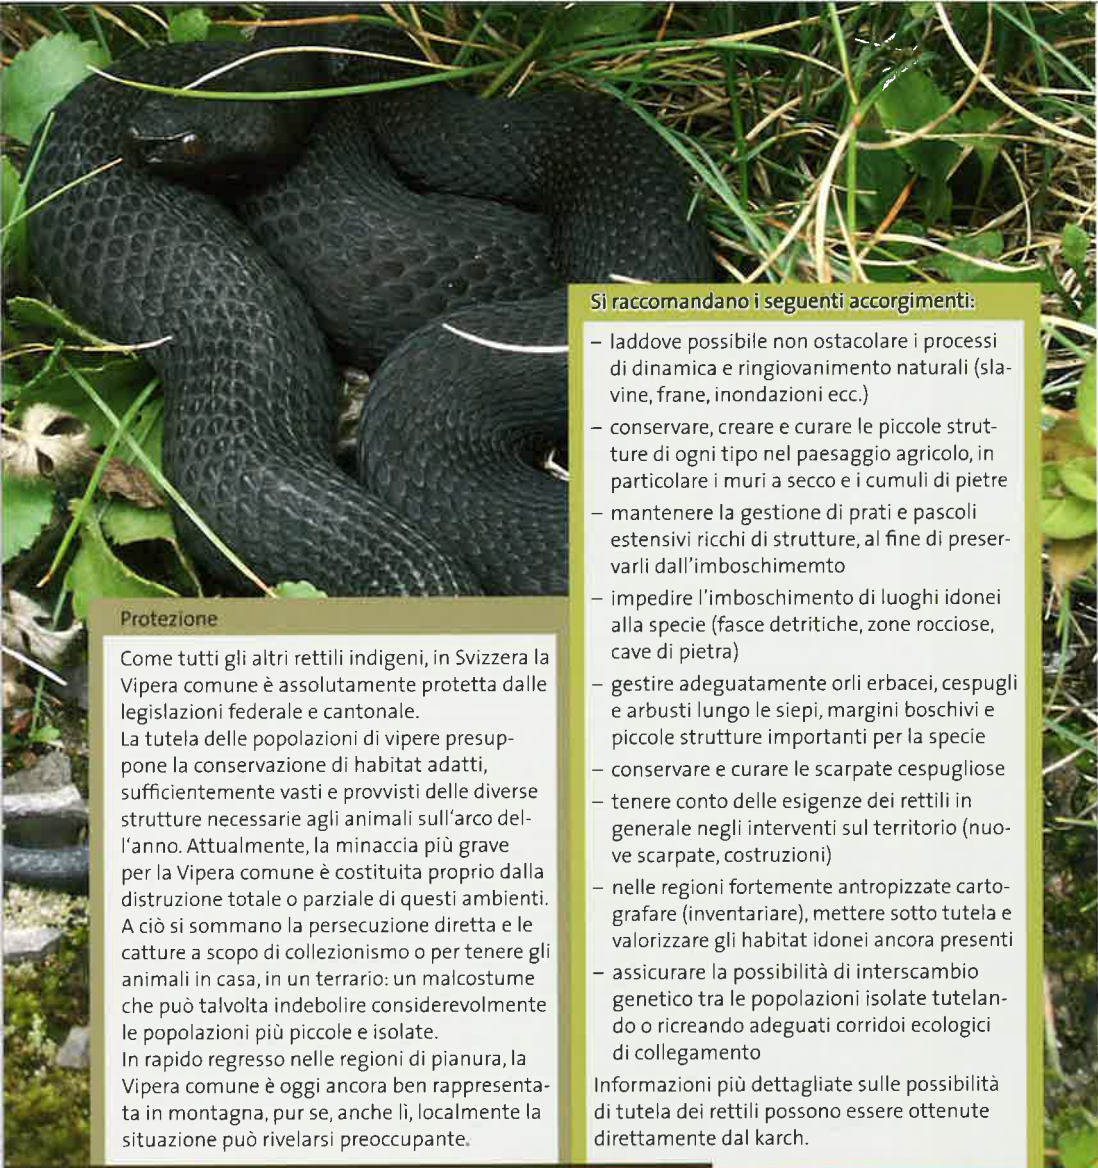 Protezione
Come tutti gli altri rettili indigeni, in Svizzera la
Vipera comune è assolutamente protetta dalle
legislazioni federale e cantonale.
La tutela delle popolazioni di vipere presup-
pone la conservazione di habitat adatti,
sufficientemente vasti e provvisti delle diverse
strutture necessarie agli animali sull'arco del-
l'anno. Attualmente, la minaccia più grave
per la Vipera comune è costituita proprio dalla
distruzione totale o parziale di questi ambienti.
A ciò si sommano la persecuzione diretta e le
catture a scopo di collezionismo o per tenere gli
animali in casa, in un terrario: un malcostume
che può talvolta indebolire considerevolmente
le popolazioni più piccole e isolate.
In rapido regresso nelle regioni di pianura, la
Vipera comune è oggi ancora ben rappresenta-
ta in montagna, pur se, anche lì, localmente la
situazione può rivelarsi preoccupante.
Si raccomandano i seguenti accorgimenti:
– laddove possibile non ostacolare i processi
di dinamica e ringiovanimento naturali (sla-
vine, frane, inondazioni ecc.)
– conservare, creare e curare le piccole strut-
ture di ogni tipo nel paesaggio agricolo, in
particolare i muri a secco e i cumuli di pietre
– mantenere la gestione di prati e pascoli
estensivi ricchi di strutture, al fine di preser-
varli dall'imboschimemto
– impedire l'imboschimento di luoghi idonei
alla specie (fasce detritiche, zone rocciose,
cave di pietra)
– gestire adeguatamente orli erbacei, cespugli
e arbusti lungo le siepi, margini boschivi e
piccole strutture importanti per la specie
– conservare e curare le scarpate cespugliose
– tenere conto delle esigenze dei rettili in
generale negli interventi sul territorio (nuo-
ve scarpate, costruzioni)
– nelle regioni fortemente antropizzate carto-
grafare (inventariare), mettere sotto tutela e
valorizzare gli habitat idonei ancora presenti
– assicurare la possibilità di interscambio
genetico tra le popolazioni isolate tutelan-
do o ricreando adeguati corridoi ecologici
di collegamento
Informazioni più dettagliate sulle possibilità
di tutela dei rettili possono essere ottenute
direttamente dal karch.